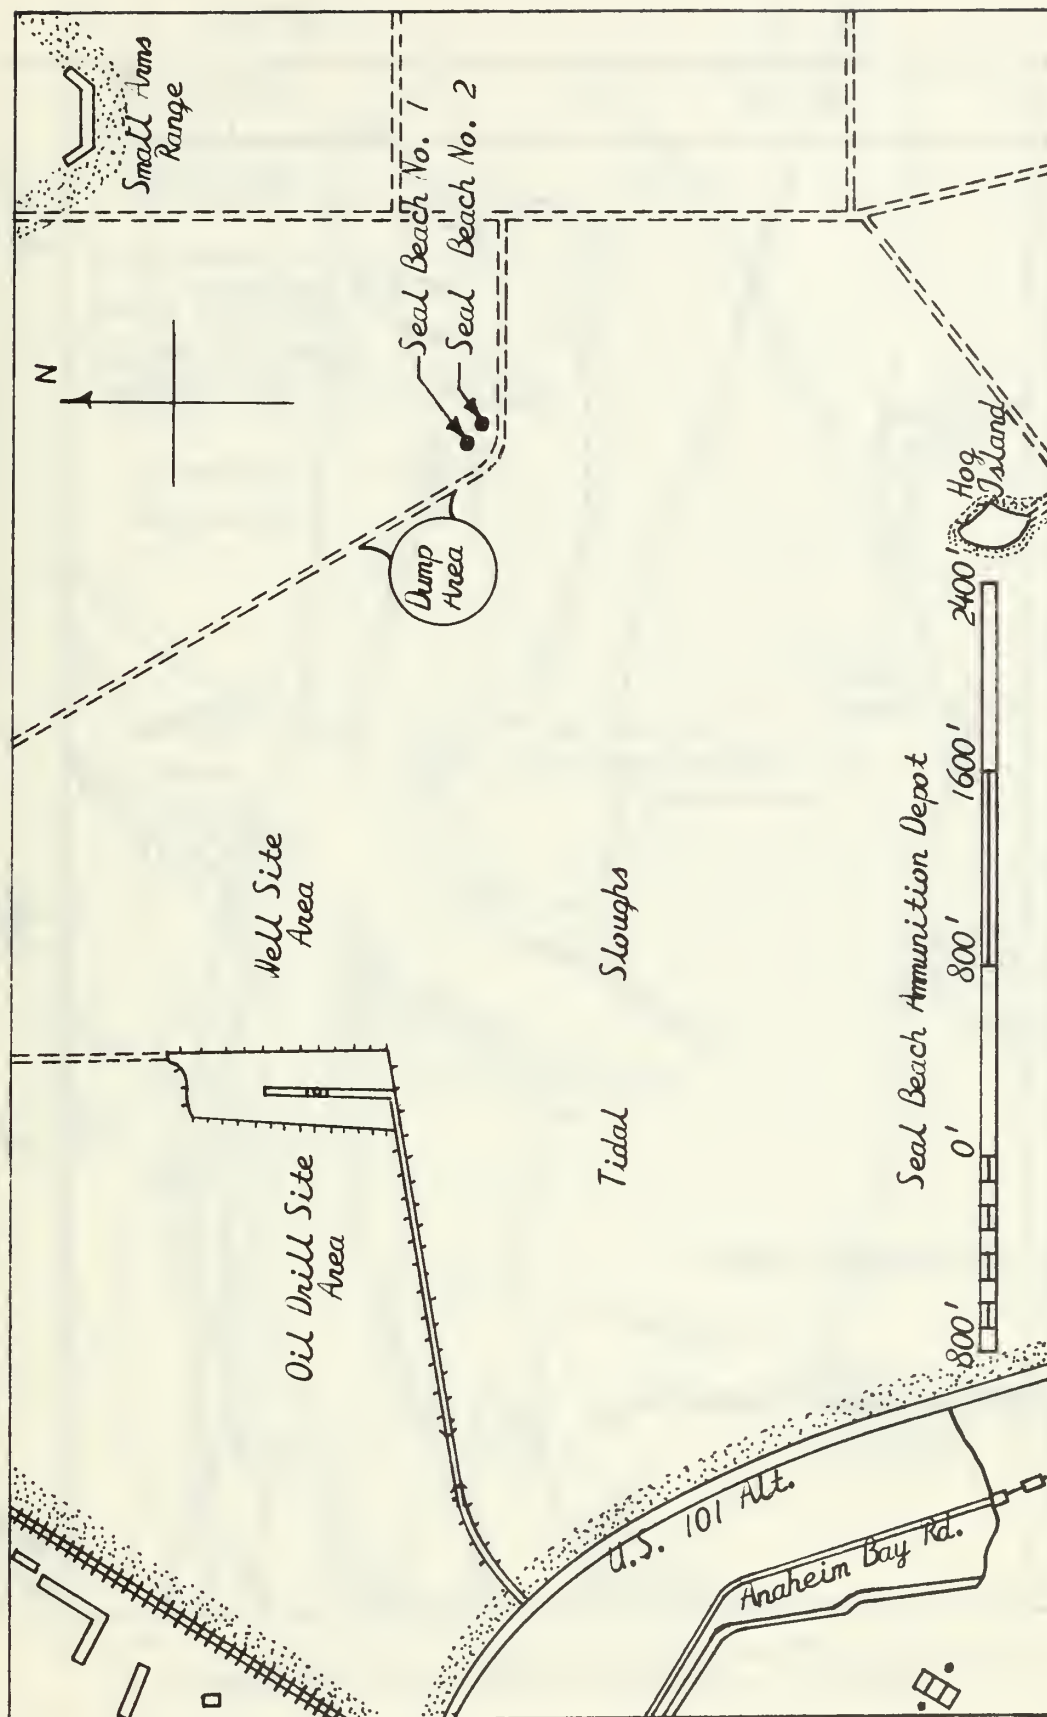 Small Arms
Range
N
Seal Beach No. 1
Seal Beach No. 2
Dump
Area
Well Site
Area
Oil Drill Site
Area
Tidal Sloughs
Hog
Island
Seal Beach Ammunition Depot
800' 0' 800' 1600' 2400'
U.S. 101 Alt.
Anaheim Bay Rd.